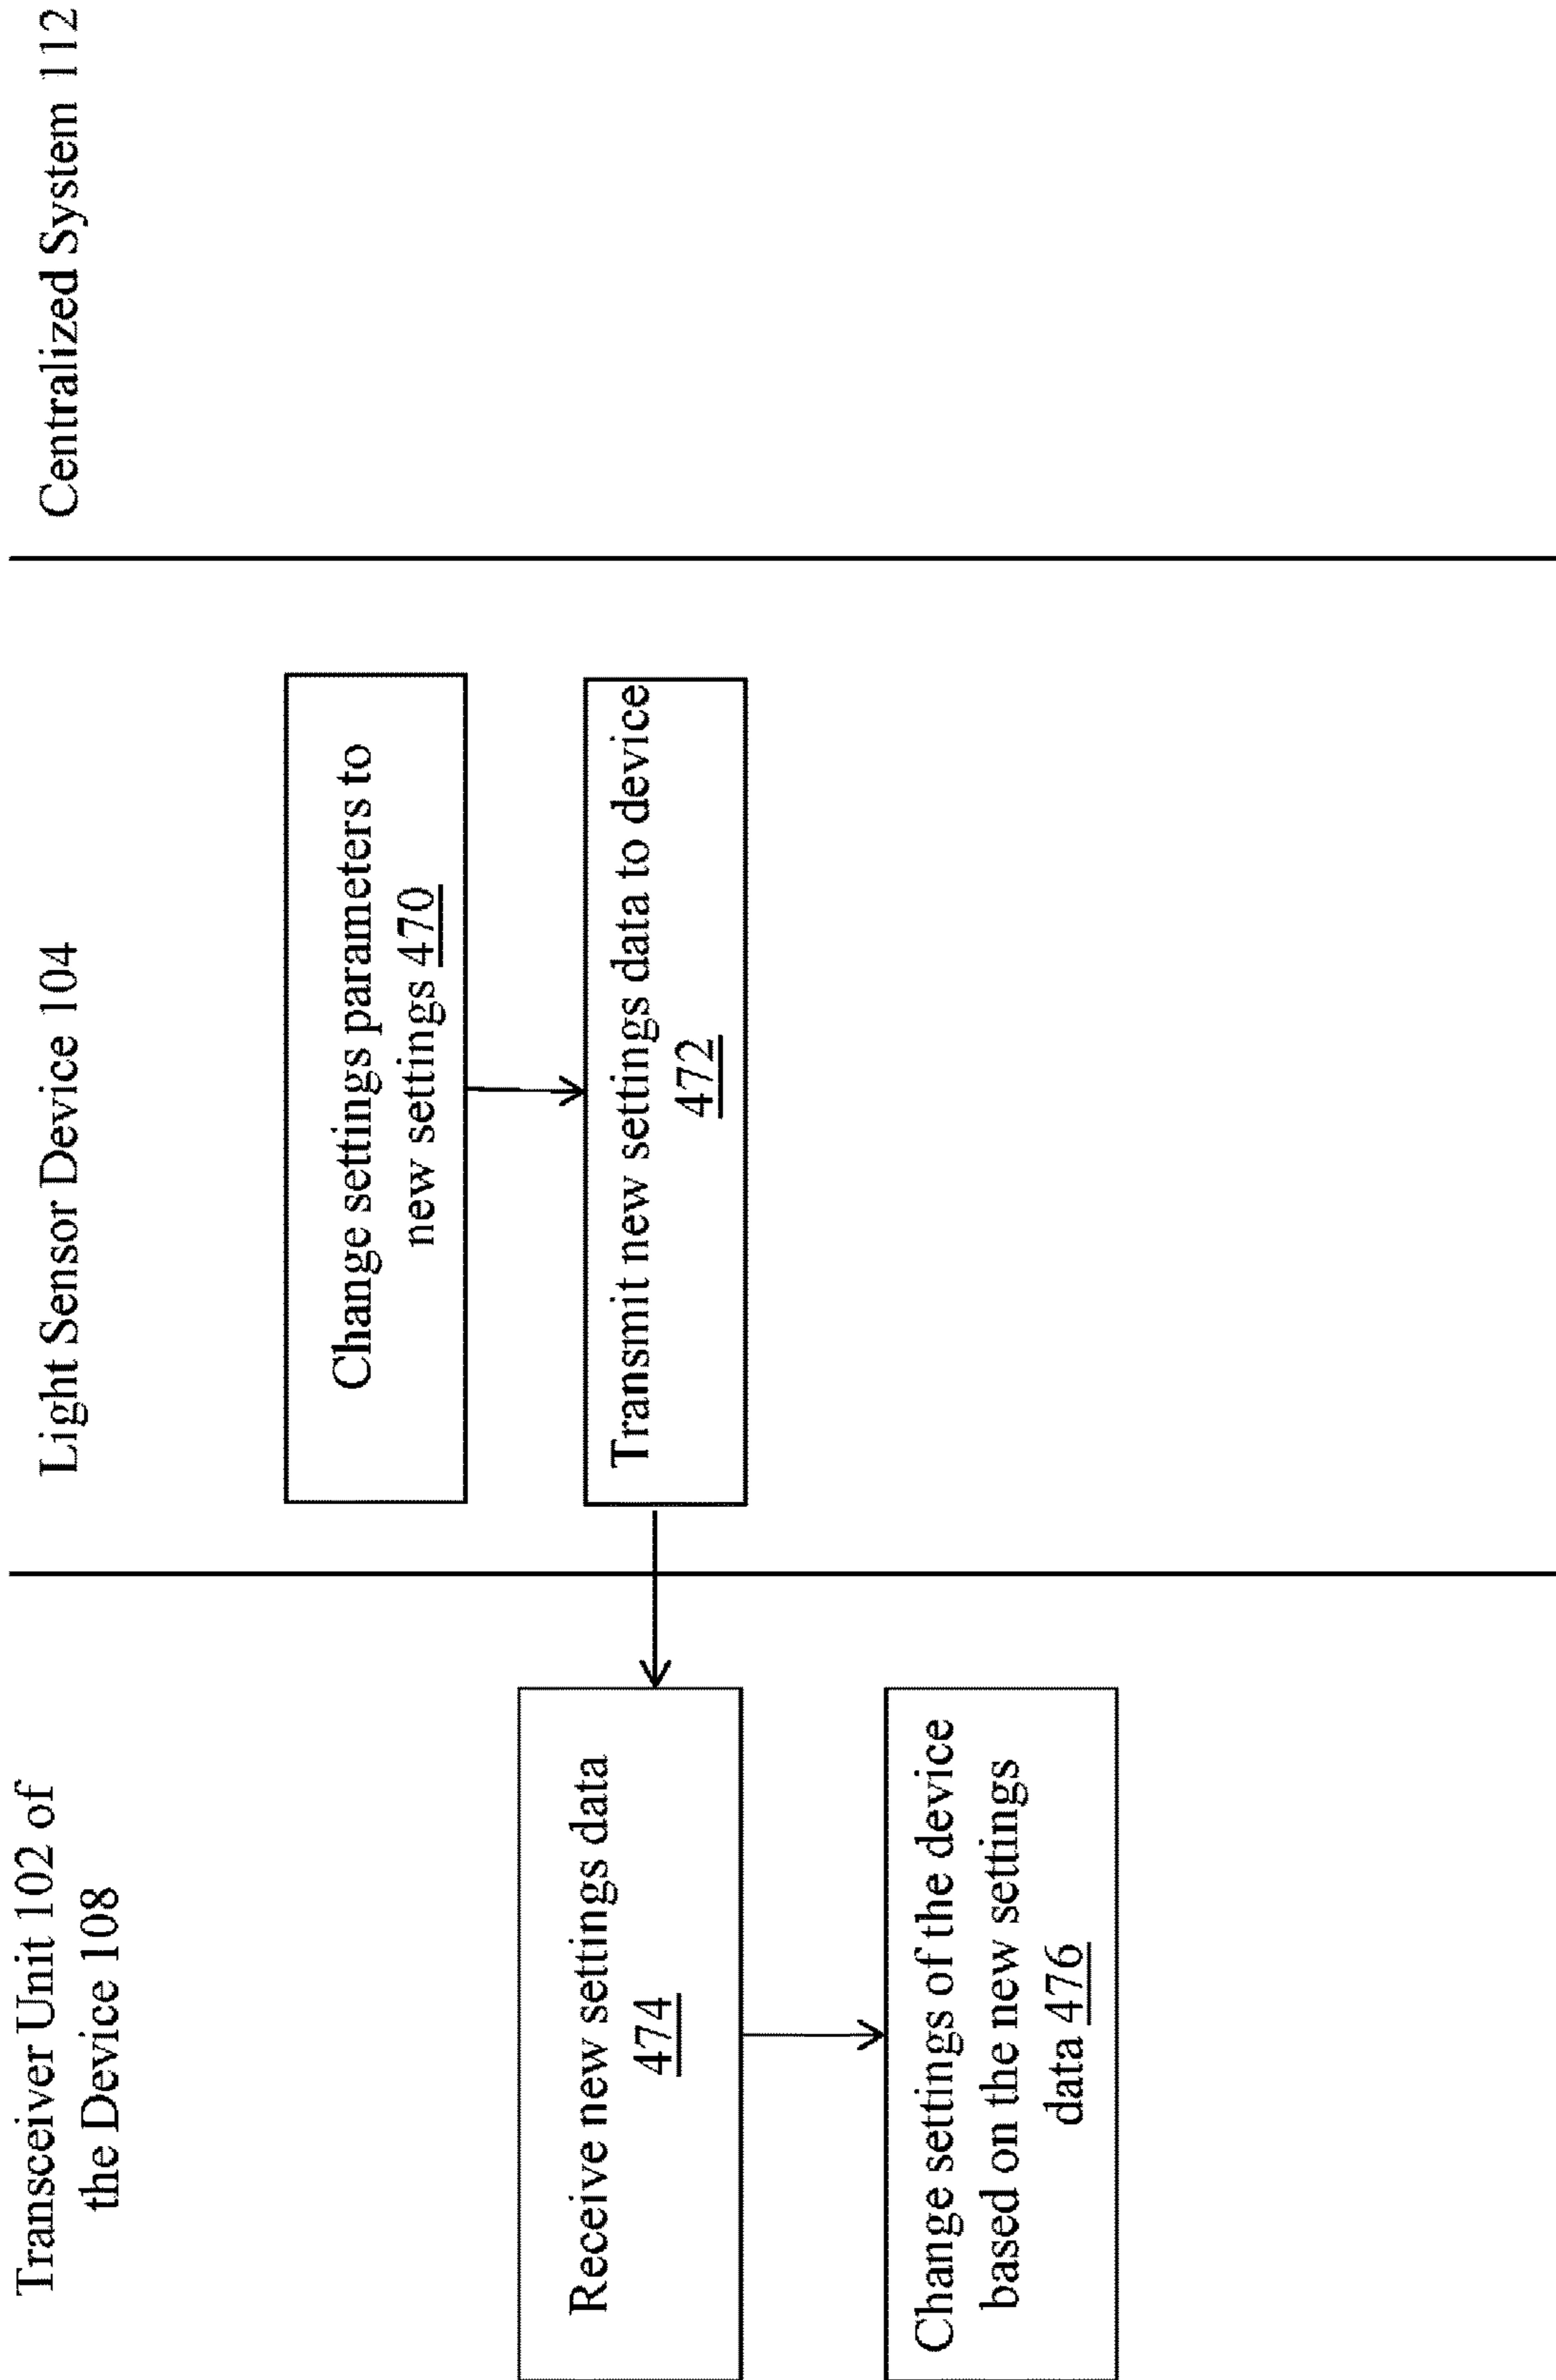 Transceiver Unit 102 of
the Device 108
Light Sensor Device 104
Centralized System 112
Change settings parameters to
new settings 470
Transmit new settings data to device
472
Receive new settings data
474
Change settings of the device
based on the new settings
data 476